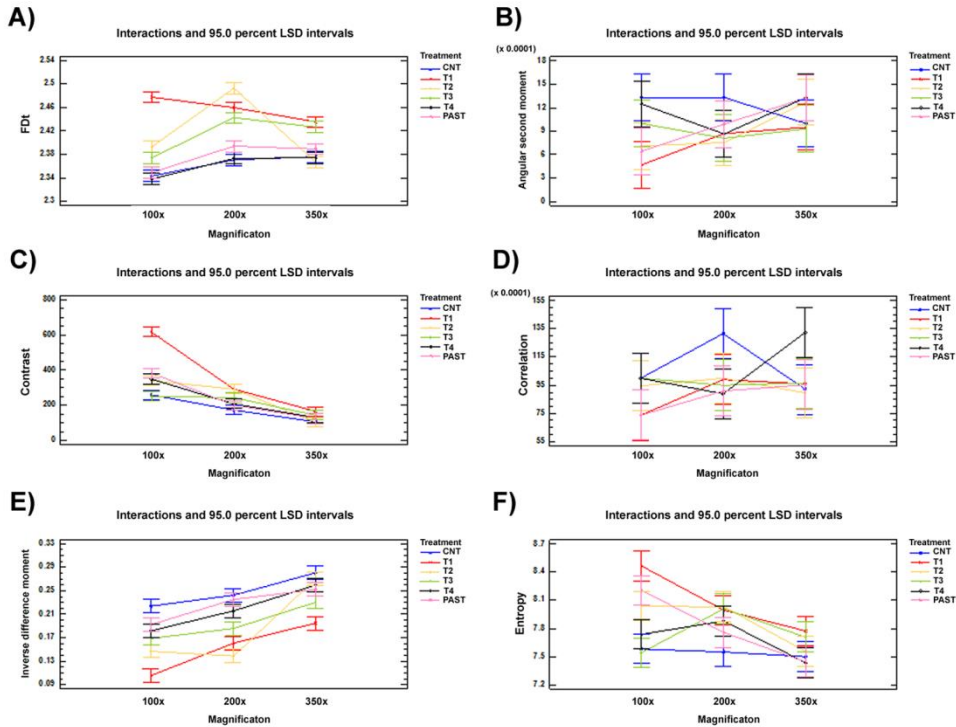 A)
Interactions and 95.0 percent LSD intervals
FDt
2.54
2.5
2.46
2.42
2.38
2.34
2.3
100x 200x 350x
Magnificaton
Treatment
CNT
T1
T2
T3
T4
PAST
B)
Interactions and 95.0 percent LSD intervals
(x 0.0001)
Angular second moment
18
15
12
9
6
3
0
100x 200x 350x
Magnificaton
Treatment
CNT
T1
T2
T3
T4
PAST
C)
Interactions and 95.0 percent LSD intervals
Contrast
800
600
400
200
0
100x 200x 350x
Magnificaton
Treatment
CNT
T1
T2
T3
T4
PAST
D)
Interactions and 95.0 percent LSD intervals
(x 0.0001)
Correlation
155
135
115
95
75
55
100x 200x 350x
Magnificaton
Treatment
CNT
T1
T2
T3
T4
PAST
E)
Interactions and 95.0 percent LSD intervals
Inverse difference moment
0.33
0.29
0.25
0.21
0.17
0.13
0.09
100x 200x 350x
Magnificaton
Treatment
CNT
T1
T2
T3
T4
PAST
F)
Interactions and 95.0 percent LSD intervals
Entropy
8.7
8.4
8.1
7.8
7.5
7.2
100x 200x 350x
Magnificaton
Treatment
CNT
T1
T2
T3
T4
PAST